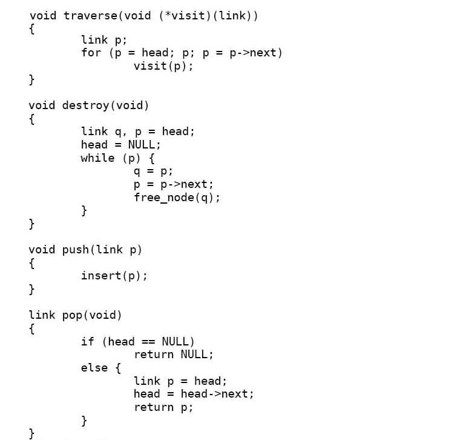 void traverse(void (*visit)(link))
{
        link p;
        for (p = head; p; p = p->next)
                visit(p);
}

void destroy(void)
{
        link q, p = head;
        head = NULL;
        while (p) {
                q = p;
                p = p->next;
                free_node(q);
        }
}

void push(link p)
{
        insert(p);
}

link pop(void)
{
        if (head == NULL)
                return NULL;
        else {
                link p = head;
                head = head->next;
                return p;
        }
}